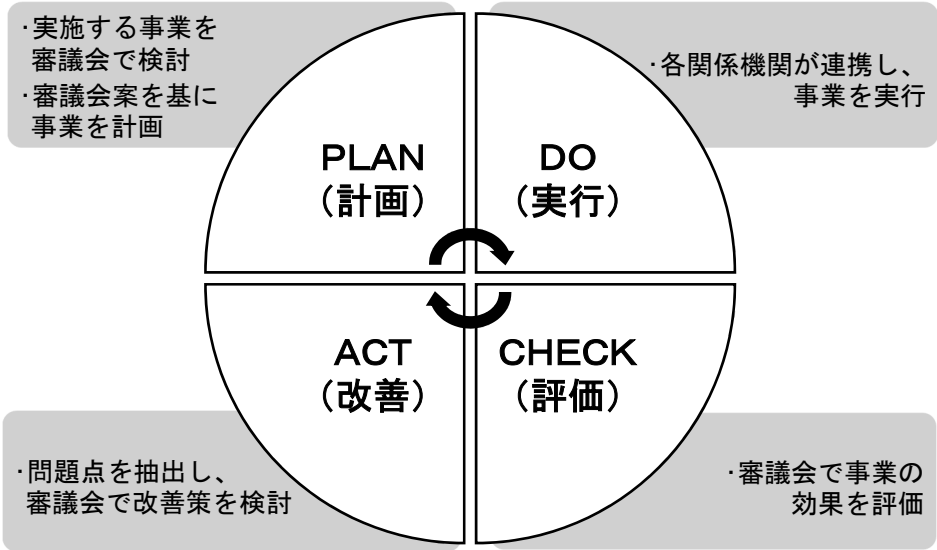 ･実施する事業を
審議会で検討
･審議会案を基に
事業を計画
･各関係機関が連携し、
事業を実行
PLAN
（計画）
DO
（実行）
ACT
（改善）
CHECK
（評価）
･問題点を抽出し、
審議会で改善策を検討
･審議会で事業の
効果を評価